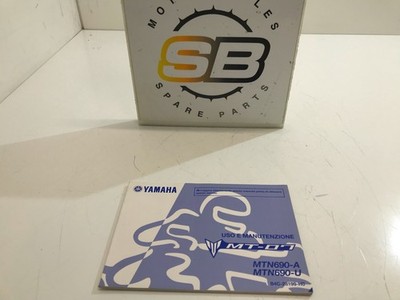 MOTORCYCLES
SB
SPARE PARTS
YAMAHA
USO E MANUTENZIONE
MT-07
MTN690-A
MTN690-U